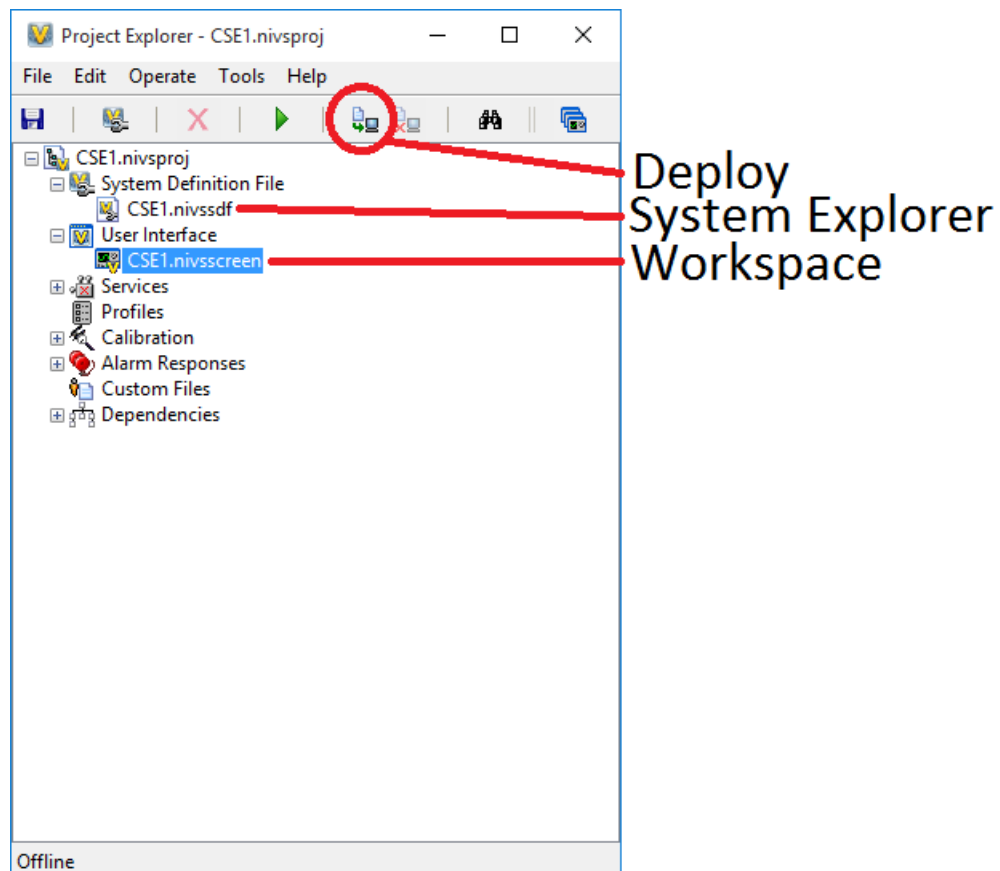 Project Explorer - CSE1.nivsproj
File Edit Operate Tools Help
CSE1.nivsproj
System Definition File
CSE1.nivssdf
User Interface
CSE1.nivsscreen
Services
Profiles
Calibration
Alarm Responses
Custom Files
Dependencies
Offline
Deploy
System Explorer
Workspace